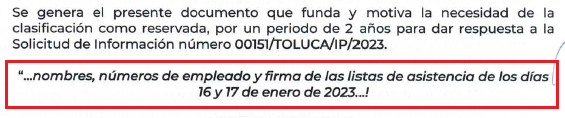 Se genera el presente documento que funda y motiva la necesidad de la
clasificación como reservada, por un periodo de 2 años para dar respuesta a la
Solicitud de Información número 00151/TOLUCA/IP/2023.
"...nombres, números de empleado y firma de las listas de asistencia de los días
16 y 17 de enero de 2023...!